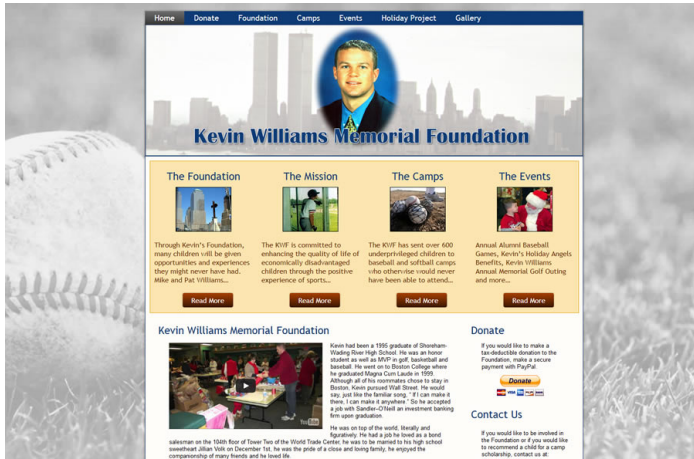 Home Donate Foundation Camps Events Holiday Project Gallery
Kevin Williams Memorial Foundation
The Foundation
Through Kevin's Foundation,
many children will be given
opportunities and experiences
they might never have had.
Mike and Pat Williams...
Read More
The Mission
The KWF is committed to
enhancing the quality of life of
economically disadvantaged
children through the positive
experience of sports...
Read More
The Camps
The KWF has sent over 600
underprivileged children to
baseball and softball camps
who otherwise would never
have been able to attend...
Read More
The Events
Annual Alumni Baseball
Games, Kevin's Holiday Angels
Benefits, Kevin Williams
Annual Memorial Golf Outing
and more...
Read More
Kevin Williams Memorial Foundation
YouTube
Kevin had been a 1995 graduate of Shoreham-
Wading River High School. He was an honor
student as well as MVP in golf, basketball and
baseball. He went on to Boston College where
he graduated Magna Cum Laude in 1999.
Although all of his roommates chose to stay in
Boston, Kevin pursued Wall Street. He would
say, just like the familiar song, " If I can make it
there, I can make it anywhere " So he accepted
a job with Sandler-O'Neill an investment banking
firm upon graduation.
He was on top of the world, literally and
figuratively. He had a job he loved as a bond
salesman on the 104th floor of Tower Two of the World Trade Center, he was to be married to his high school
sweetheart Jillian Volk on December 1st, he was the pride of a close and loving family, he enjoyed the
companionship of many friends and he loved life.
Donate
If you would like to make a
tax-deductible donation to the
Foundation, make a secure
payment with PayPal.
Donate
VISA
Contact Us
If you would like to be involved in
the Foundation or if you would like
to recommend a child for a camp
scholarship, contact us at: